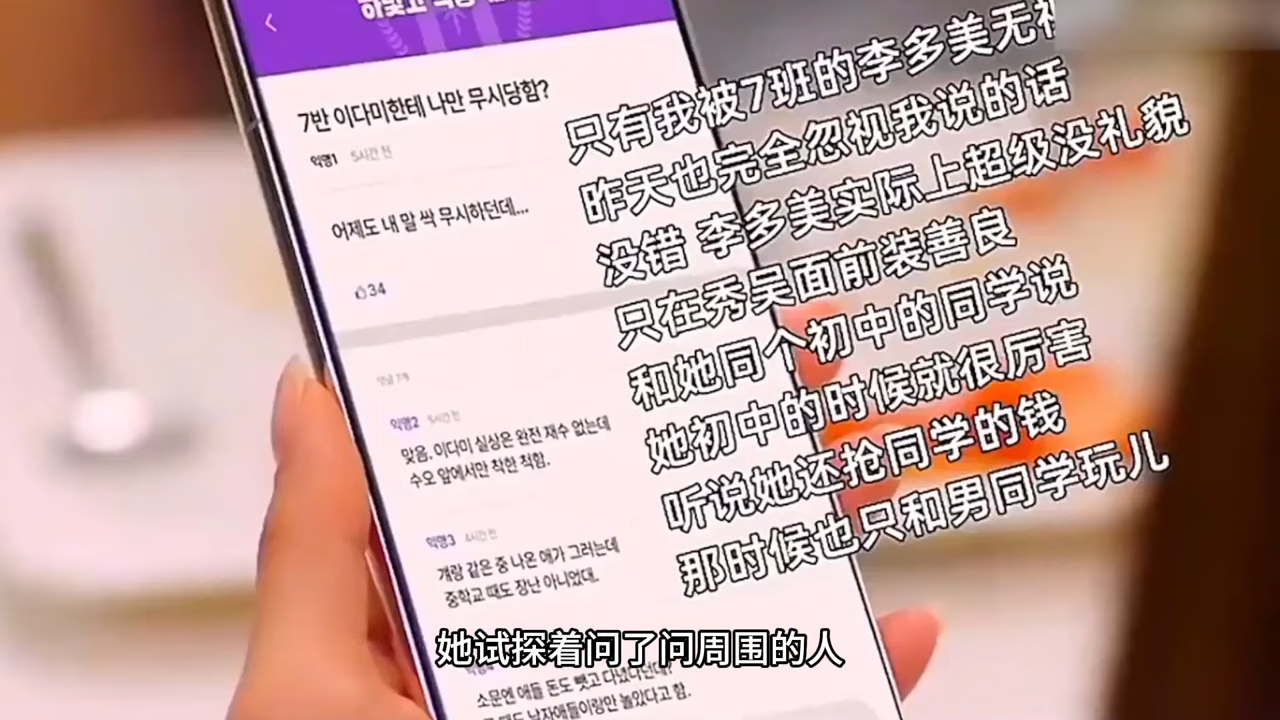 7반 이다미한테 나만 무시당함?
익명1 5시간 전
어제도 내 말 싹 무시하던데...
34
댓글 7개
익명2 5시간 전
맞음. 이다미 실상은 완전 재수 없는데
수오 앞에서만 착한 척함.
익명3 4시간 전
걔랑 같은 중 나온 애가 그러는데
중학교 때도 장난 아니었대.
소문엔 애들 돈도 뺏고 다녔다던데?
때도 남자애들이랑만 놀았다고 함.
只有我被7班的李多美无视
昨天也完全忽视我说的话
没错 李多美实际上超级没礼貌
只在秀吴面前装善良
和她同个初中的同学说
她初中的时候就很厉害
听说她还抢同学的钱
那时候也只和男同学玩儿
她试探着问了问周围的人